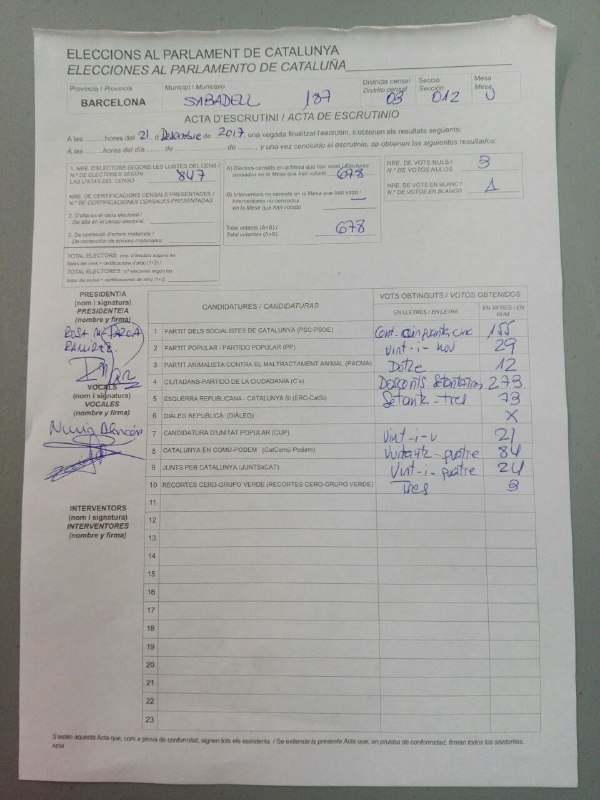 ELECCIONS AL PARLAMENT DE CATALUNYA
ELECCIONES AL PARLAMENTO DE CATALUÑA
Província / Provincia Municipi / Municipio Districte censal Distrito censal Secció Sección Mesa Mesa
BARCELONA SABADELL 187 03 012 U
ACTA D'ESCRUTINI / ACTA DE ESCRUTINIO
A les ......hores del 21 de Desembre de 2017 una vegada finalitzat l'escrutini, s'obtenen els resultats següents:
A las ......horas del día ...... de ...... de ...... y una vez concluido el escrutinio, se obtienen los siguientes resultados:
1. NRE. D'ELECTORS SEGONS LES LLISTES DEL CENS /
N.º DE ELECTORES SEGÚN
LAS LISTAS DEL CENSO 847
NRE. DE CERTIFICACIONS CENSALS PRESENTADES /
N.º DE CERTIFICACIONES CENSALES PRESENTADAS
2. D'alta en el cens electoral /
De alta en el censo electoral
3. De correcció d'errors materials /
De corrección de errores materiales
TOTAL ELECTORS: (nre. d'electors segons les
llistes del cens + certificacions d'alta) (1+2)
TOTAL ELECTORES: (n.º electores según las
listas del censo + certificaciones de alta) (1+2)
A) Electors censats en la Mesa que han votat / Electores
censados en la Mesa que han votado 678
B) Interventors no censats en la Mesa que han votat /
Interventores no censados
en la Mesa que han votado —
Total votants (A+B) /
Total votantes (A+B) 678
NRE. DE VOTS NULS /
N.º DE VOTOS NULOS 3
NRE. DE VOTS EN BLANC /
N.º DE VOTOS EN BLANCO 1
PRESIDENT/A
(nom i signatura)
PRESIDENTE/A
(nombre y firma)
ROSA Mª
VOCALS
(nom i signatura)
VOCALES
(nombre y firma)
Nuria Alarcón
INTERVENTORS
(nom i signatura)
INTERVENTORES
(nombre y firma)
CANDIDATURES / CANDIDATURAS VOTS OBTINGUTS / VOTOS OBTENIDOS
EN LLETRES / EN LETRA EN XIFRES / EN NÚM
1 PARTIT DELS SOCIALISTES DE CATALUNYA (PSC-PSOE) Cent-cinquanta-cinc 155
2 PARTIT POPULAR / PARTIDO POPULAR (PP) Vint-i-nou 29
3 PARTIT ANIMALISTA CONTRA EL MALTRACTAMENT ANIMAL (PACMA) Dotze 12
4 CIUTADANS-PARTIDO DE LA CIUDADANÍA (C's) Doscents Setantatres 273
5 ESQUERRA REPUBLICANA - CATALUNYA SÍ (ERC-CatSí) Setanta-tres 73
6 DIÀLEG REPUBLICÀ (DIÀLEG) X
7 CANDIDATURA D'UNITAT POPULAR (CUP) Vint-i-u 21
8 CATALUNYA EN COMÚ-PODEM (CatComú-Podem) Vuitanta-quatre 84
9 JUNTS PER CATALUNYA (JUNTSxCAT) Vint-i-quatre 24
10 RECORTES CERO-GRUPO VERDE (RECORTES CERO-GRUPO VERDE) Tres 3
11
12
13
14
15
16
17
18
19
20
21
22
23
S'estén aquesta Acta que, com a prova de conformitat, signen tots els assistents. / Se extiende la presente Acta que, en prueba de conformidad, firman todos los asistentes.
AEM